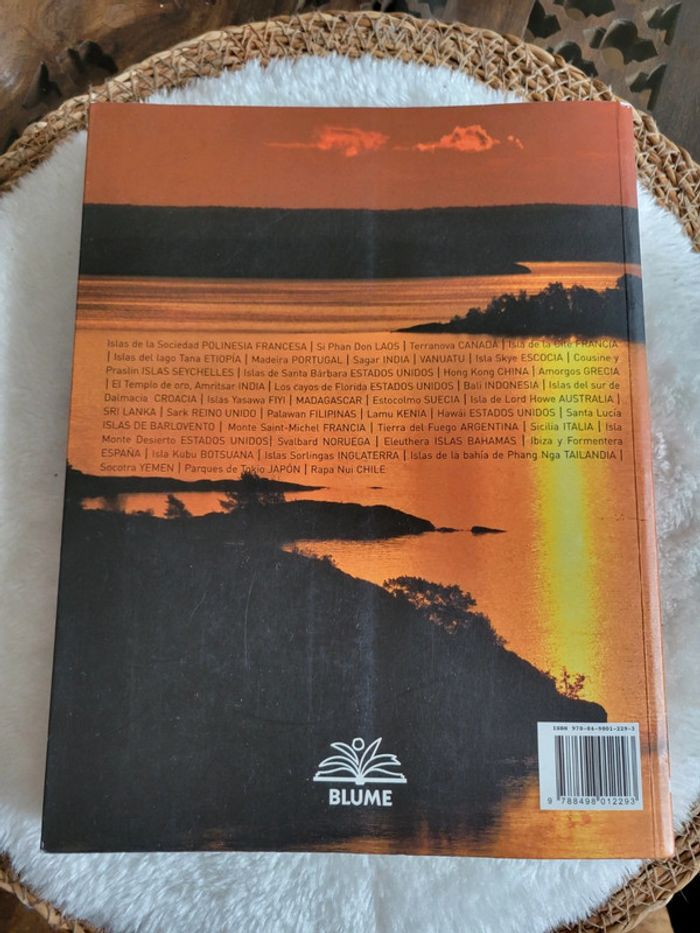 Islas de la Sociedad POLINESIA FRANCESA | Si Phan Don LAOS | Terranova CANADÁ | Isla de la Cité FRANCIA
| Islas del lago Tana ETIOPÍA | Madeira PORTUGAL | Sagar INDIA | VANUATU | Isla Skye ESCOCIA | Cousine y
Praslin ISLAS SEYCHELLES | Islas de Santa Bárbara ESTADOS UNIDOS | Hong Kong CHINA | Amorgos GRECIA
| El Templo de oro, Amritsar INDIA | Los cayos de Florida ESTADOS UNIDOS | Bali INDONESIA | Islas del sur de
Dalmacia CROACIA | Islas Yasawa FIYI | MADAGASCAR | Estocolmo SUECIA | Isla de Lord Howe AUSTRALIA |
SRI LANKA | Sark REINO UNIDO | Palawan FILIPINAS | Lamu KENIA | Hawái ESTADOS UNIDOS | Santa Lucía
ISLAS DE BARLOVENTO | Monte Saint-Michel FRANCIA | Tierra del Fuego ARGENTINA | Sicilia ITALIA | Isla
Monte Desierto ESTADOS UNIDOS| Svalbard NORUEGA | Eleuthera ISLAS BAHAMAS | Ibiza y Formentera
ESPAÑA | Isla Kubu BOTSUANA | Islas Sorlingas INGLATERRA | Islas de la bahía de Phang Nga TAILANDIA |
Socotra YEMEN | Parques de Tokio JAPÓN | Rapa Nui CHILE
ISBN 978-84-9801-229-3
9 788498 012293
BLUME